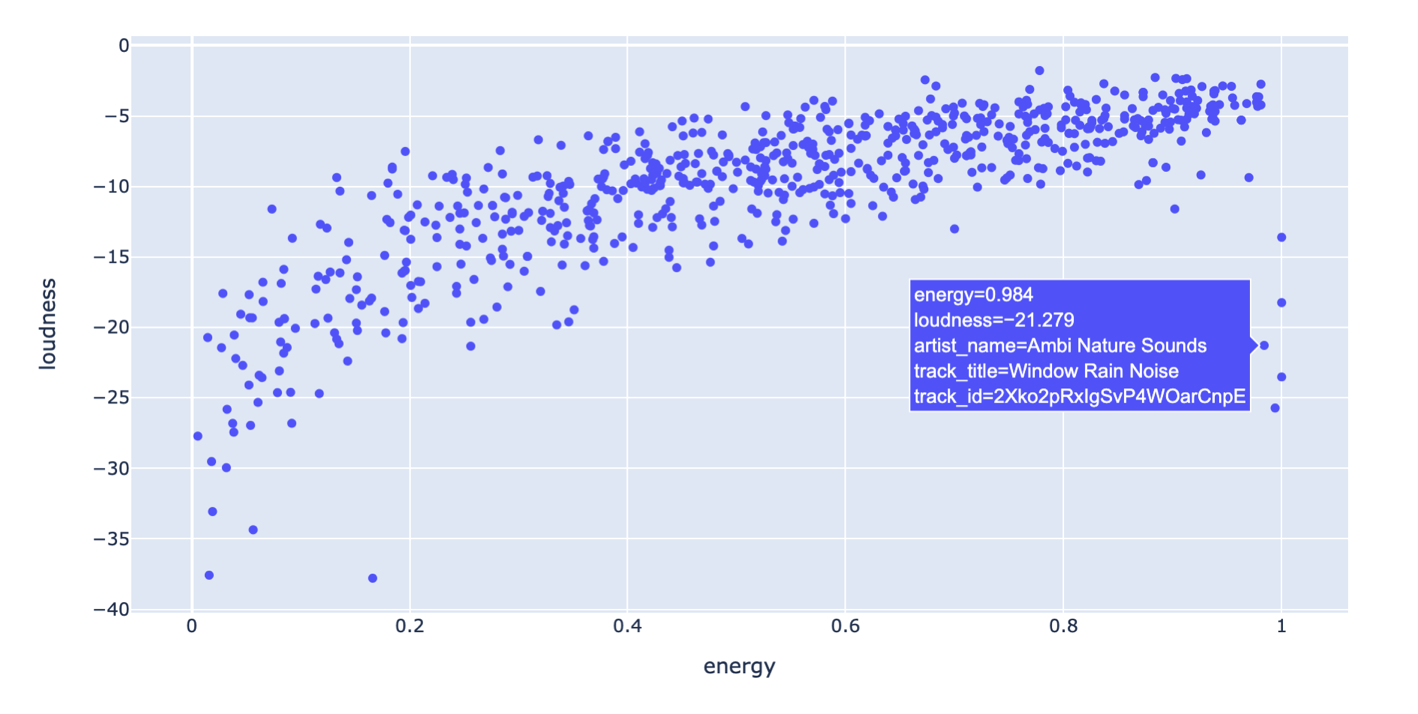 0
−5
−10
−15
−20
−25
−30
−35
−40
loudness
energy=0.984
loudness=−21.279
artist_name=Ambi Nature Sounds
track_title=Window Rain Noise
track_id=2Xko2pRxIgSvP4WOarCnpE
0 0.2 0.4 0.6 0.8 1
energy